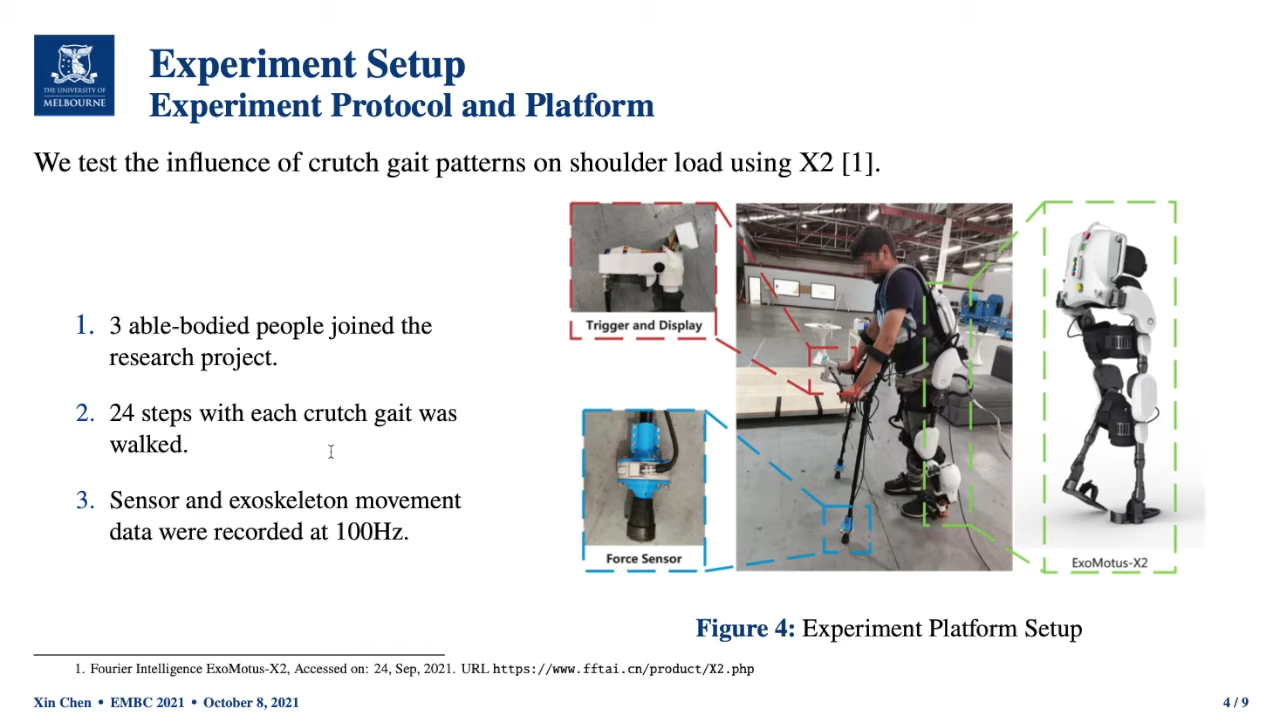 THE UNIVERSITY OF
MELBOURNE
Experiment Setup
Experiment Protocol and Platform
We test the influence of crutch gait patterns on shoulder load using X2 [1].
1. 3 able-bodied people joined the
research project.
2. 24 steps with each crutch gait was
walked.
3. Sensor and exoskeleton movement
data were recorded at 100Hz.
Trigger and Display
Force Sensor
ExoMotus-X2
Figure 4: Experiment Platform Setup
1. Fourier Intelligence ExoMotus-X2, Accessed on: 24, Sep, 2021. URL https://www.fftai.cn/product/X2.php
Xin Chen • EMBC 2021 • October 8, 2021
4 / 9